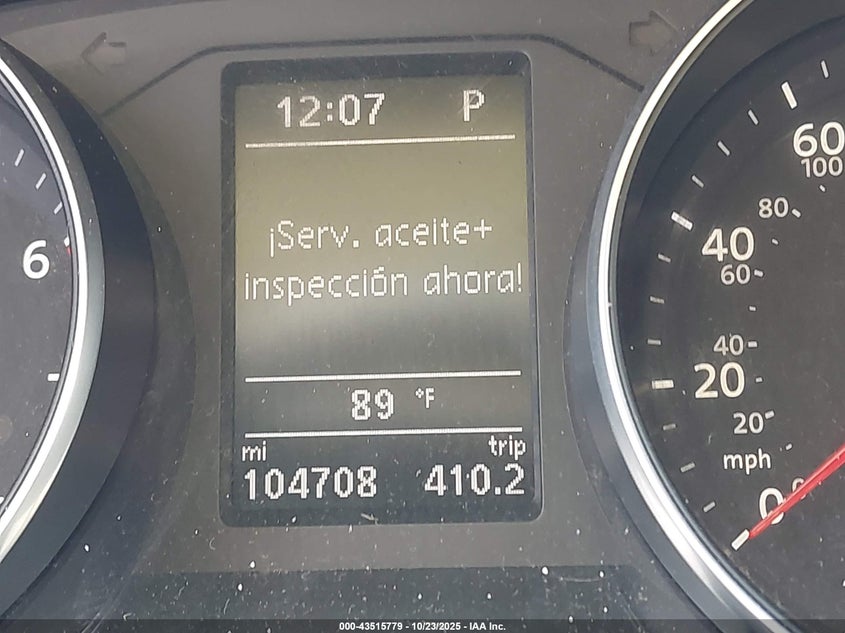 12:07 P
¡Serv. aceite+
inspección ahora!
89 °F
mi trip
104708 410.2
6
60
100
80
40
60
40
20
20
mph
0
000-43515779 - 10/23/2025 - IAA Inc.